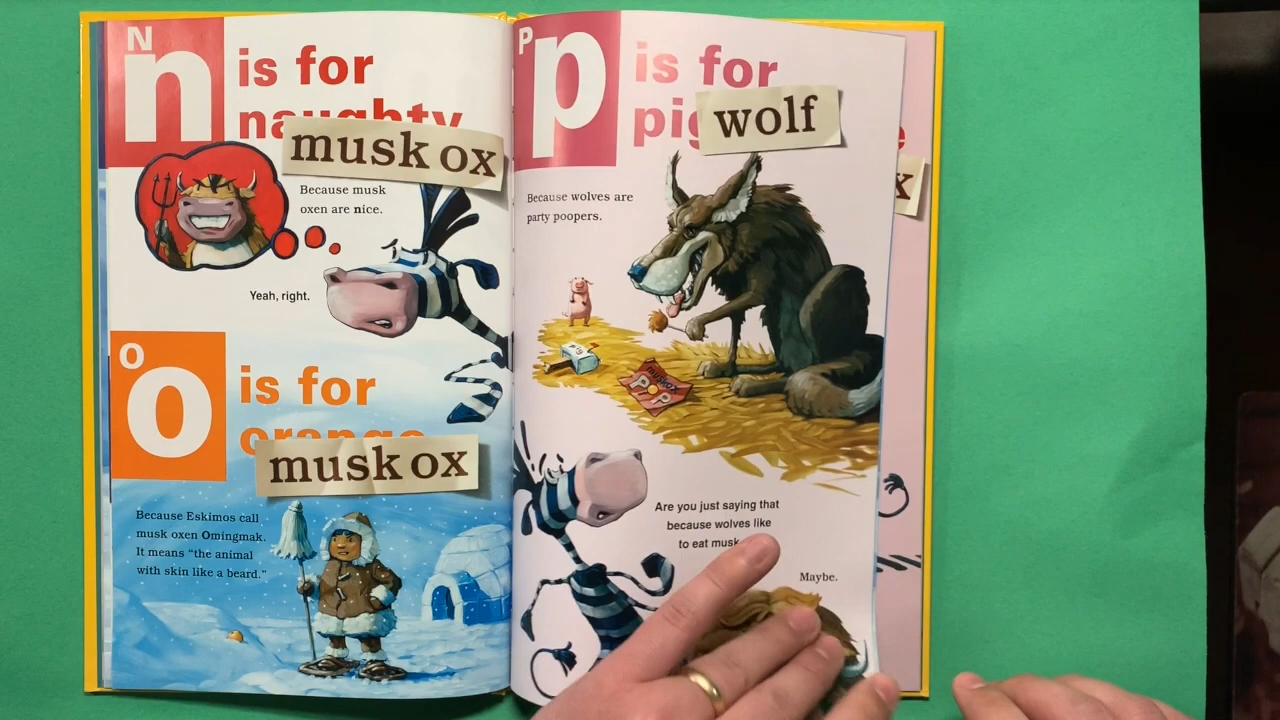 N
n is for
naughty
musk ox
Because musk
oxen are nice.
Yeah, right.
O
o is for
orange
musk ox
Because Eskimos call
musk oxen Omingmak.
It means “the animal
with skin like a beard.”
P
p is for
pig
wolf
Because wolves are
party poopers.
muskox
POP
Are you just saying that
because wolves like
to eat musk
Maybe.
e
x